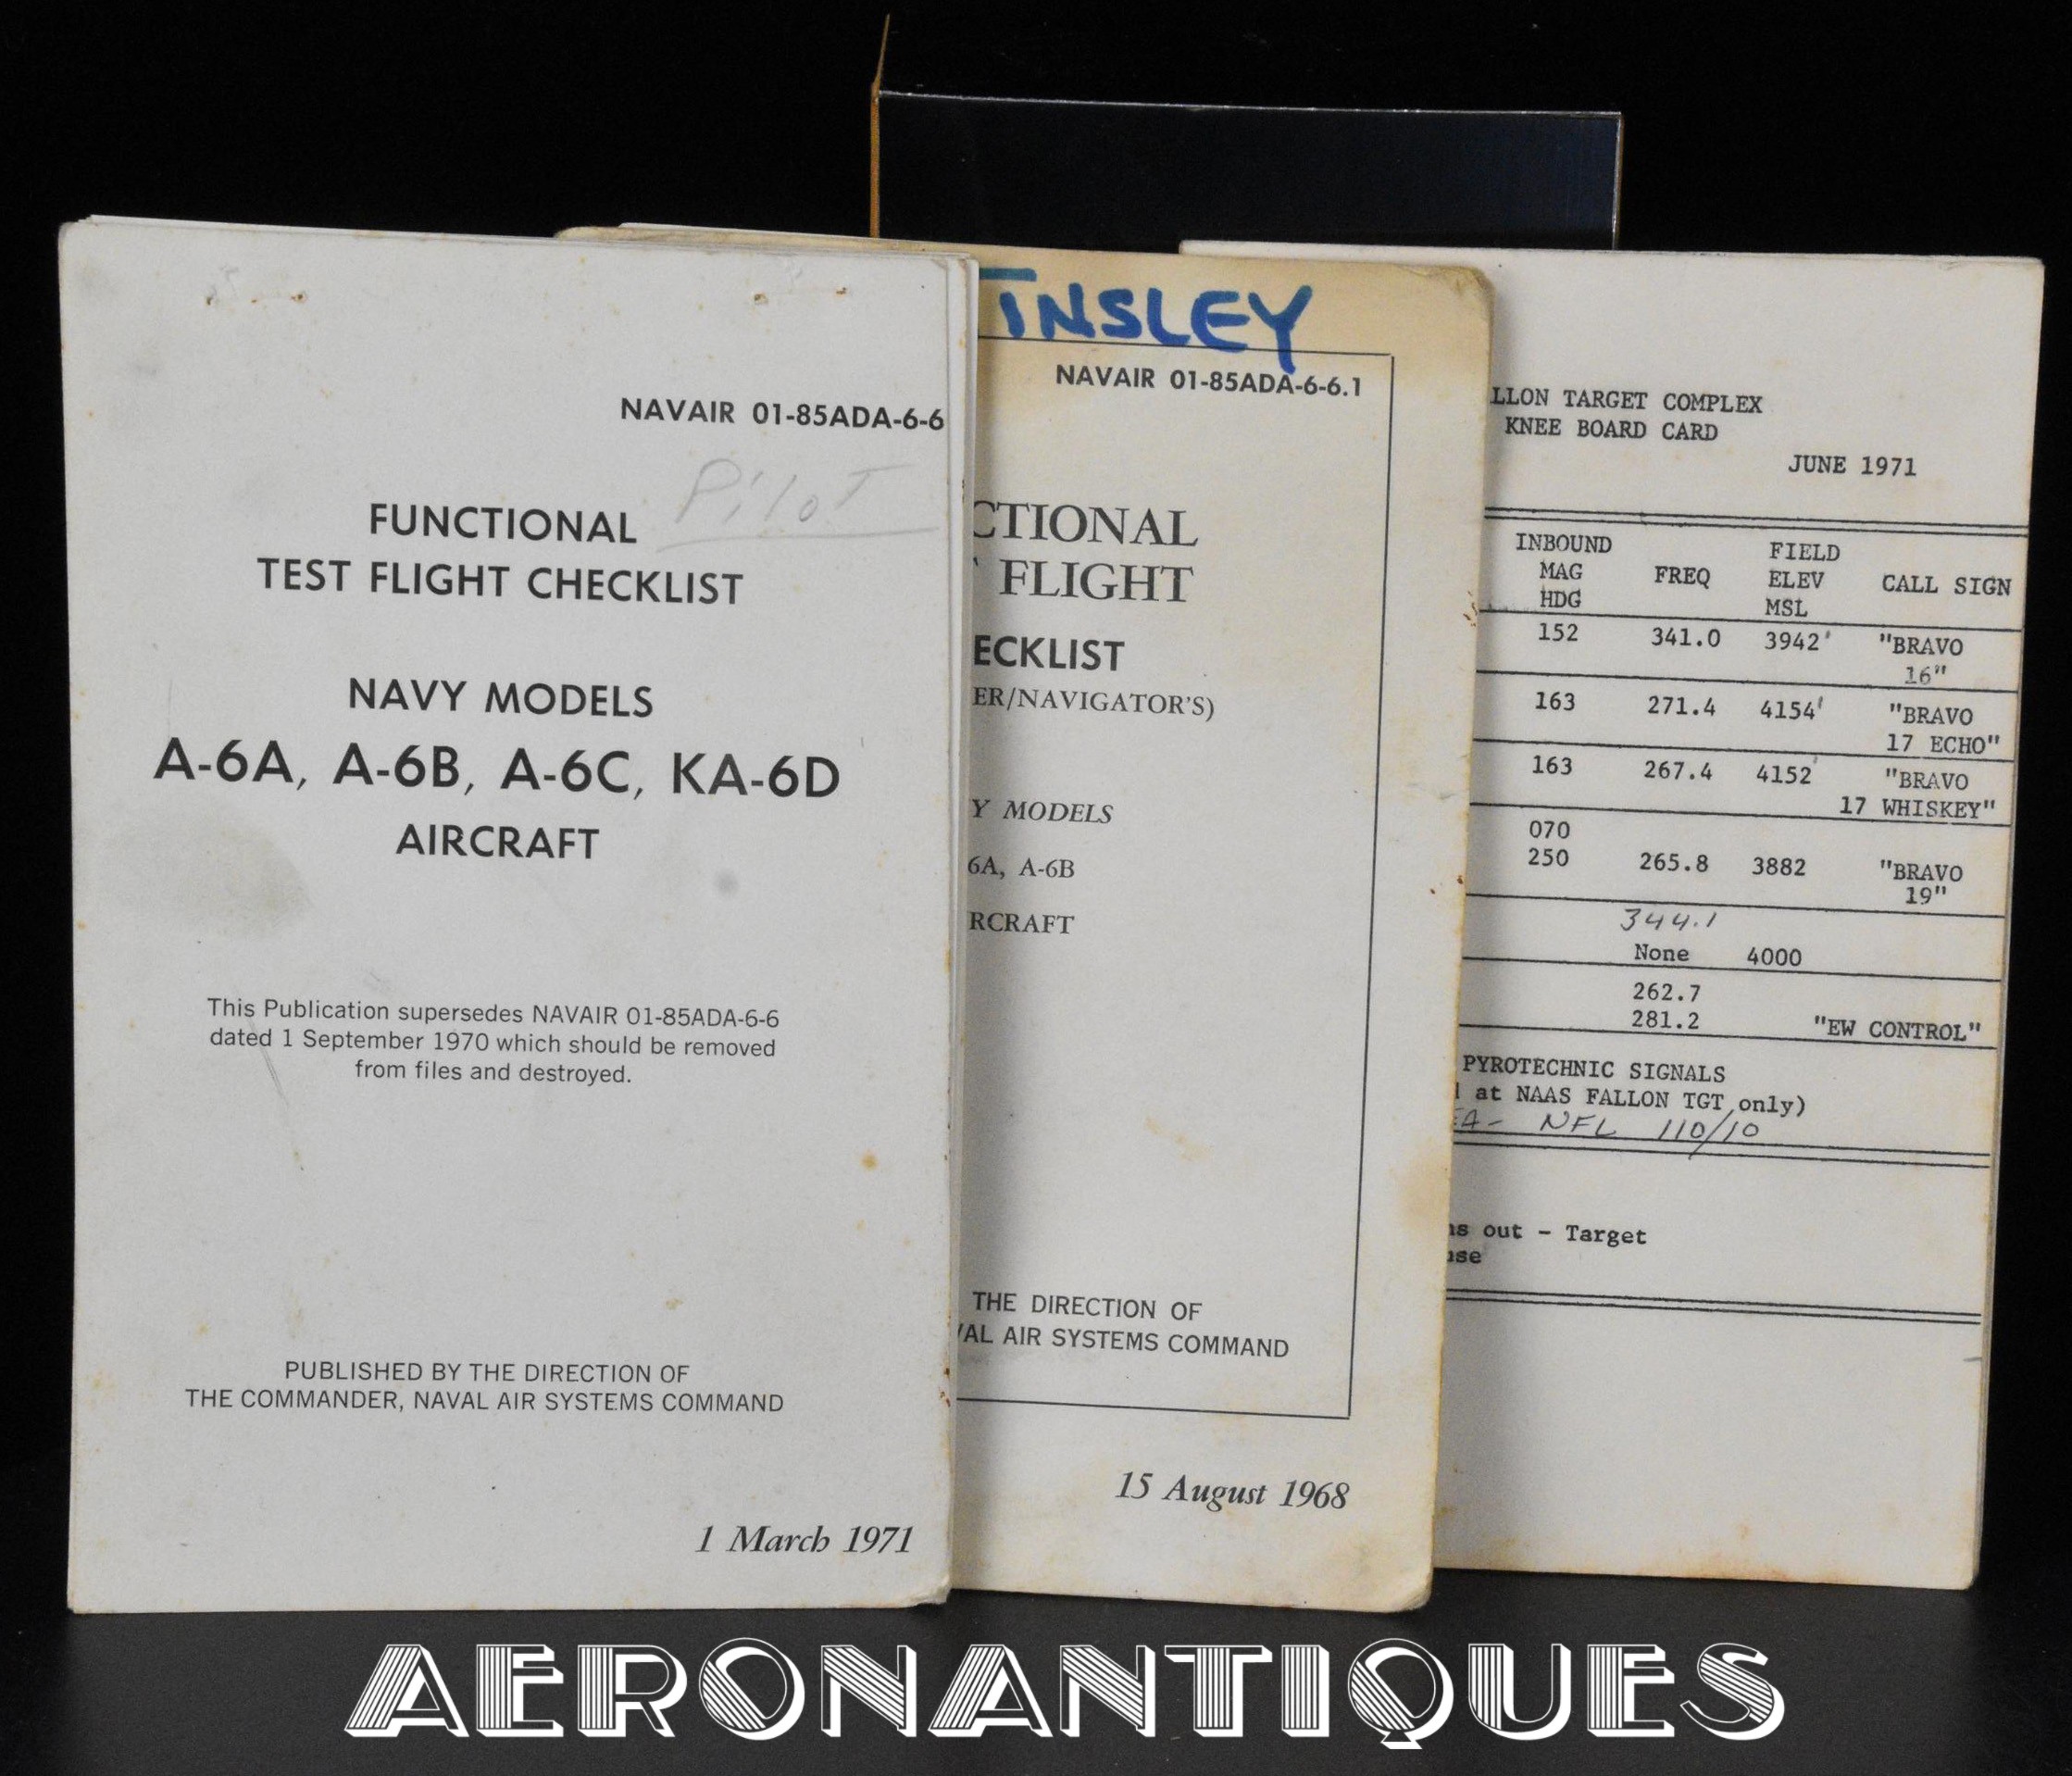 NAVAIR 01-85ADA-6-6
Pilot
FUNCTIONAL
TEST FLIGHT CHECKLIST
NAVY MODELS
A-6A, A-6B, A-6C, KA-6D
AIRCRAFT
This Publication supersedes NAVAIR 01-85ADA-6-6
dated 1 September 1970 which should be removed
from files and destroyed.
PUBLISHED BY THE DIRECTION OF
THE COMMANDER, NAVAL AIR SYSTEMS COMMAND
1 March 1971
TINSLEY
NAVAIR 01-85ADA-6-6.1
CTIONAL
FLIGHT
ECKLIST
ER/NAVIGATOR'S)
Y MODELS
6A, A-6B
RCRAFT
THE DIRECTION OF
VAL AIR SYSTEMS COMMAND
15 August 1968
LLON TARGET COMPLEX
KNEE BOARD CARD
JUNE 1971
INBOUND MAG HDG FREQ FIELD ELEV MSL CALL SIGN
152 341.0 3942' "BRAVO
16"
163 271.4 4154' "BRAVO
17 ECHO"
163 267.4 4152' "BRAVO
17 WHISKEY"
070
250 265.8 3882 "BRAVO
19"
344.1
None 4000
262.7
281.2 "EW CONTROL"
PYROTECHNIC SIGNALS
at NAAS FALLON TGT only)
EA- NFL 110/10
ns out - Target
use
AERONANTIQUES